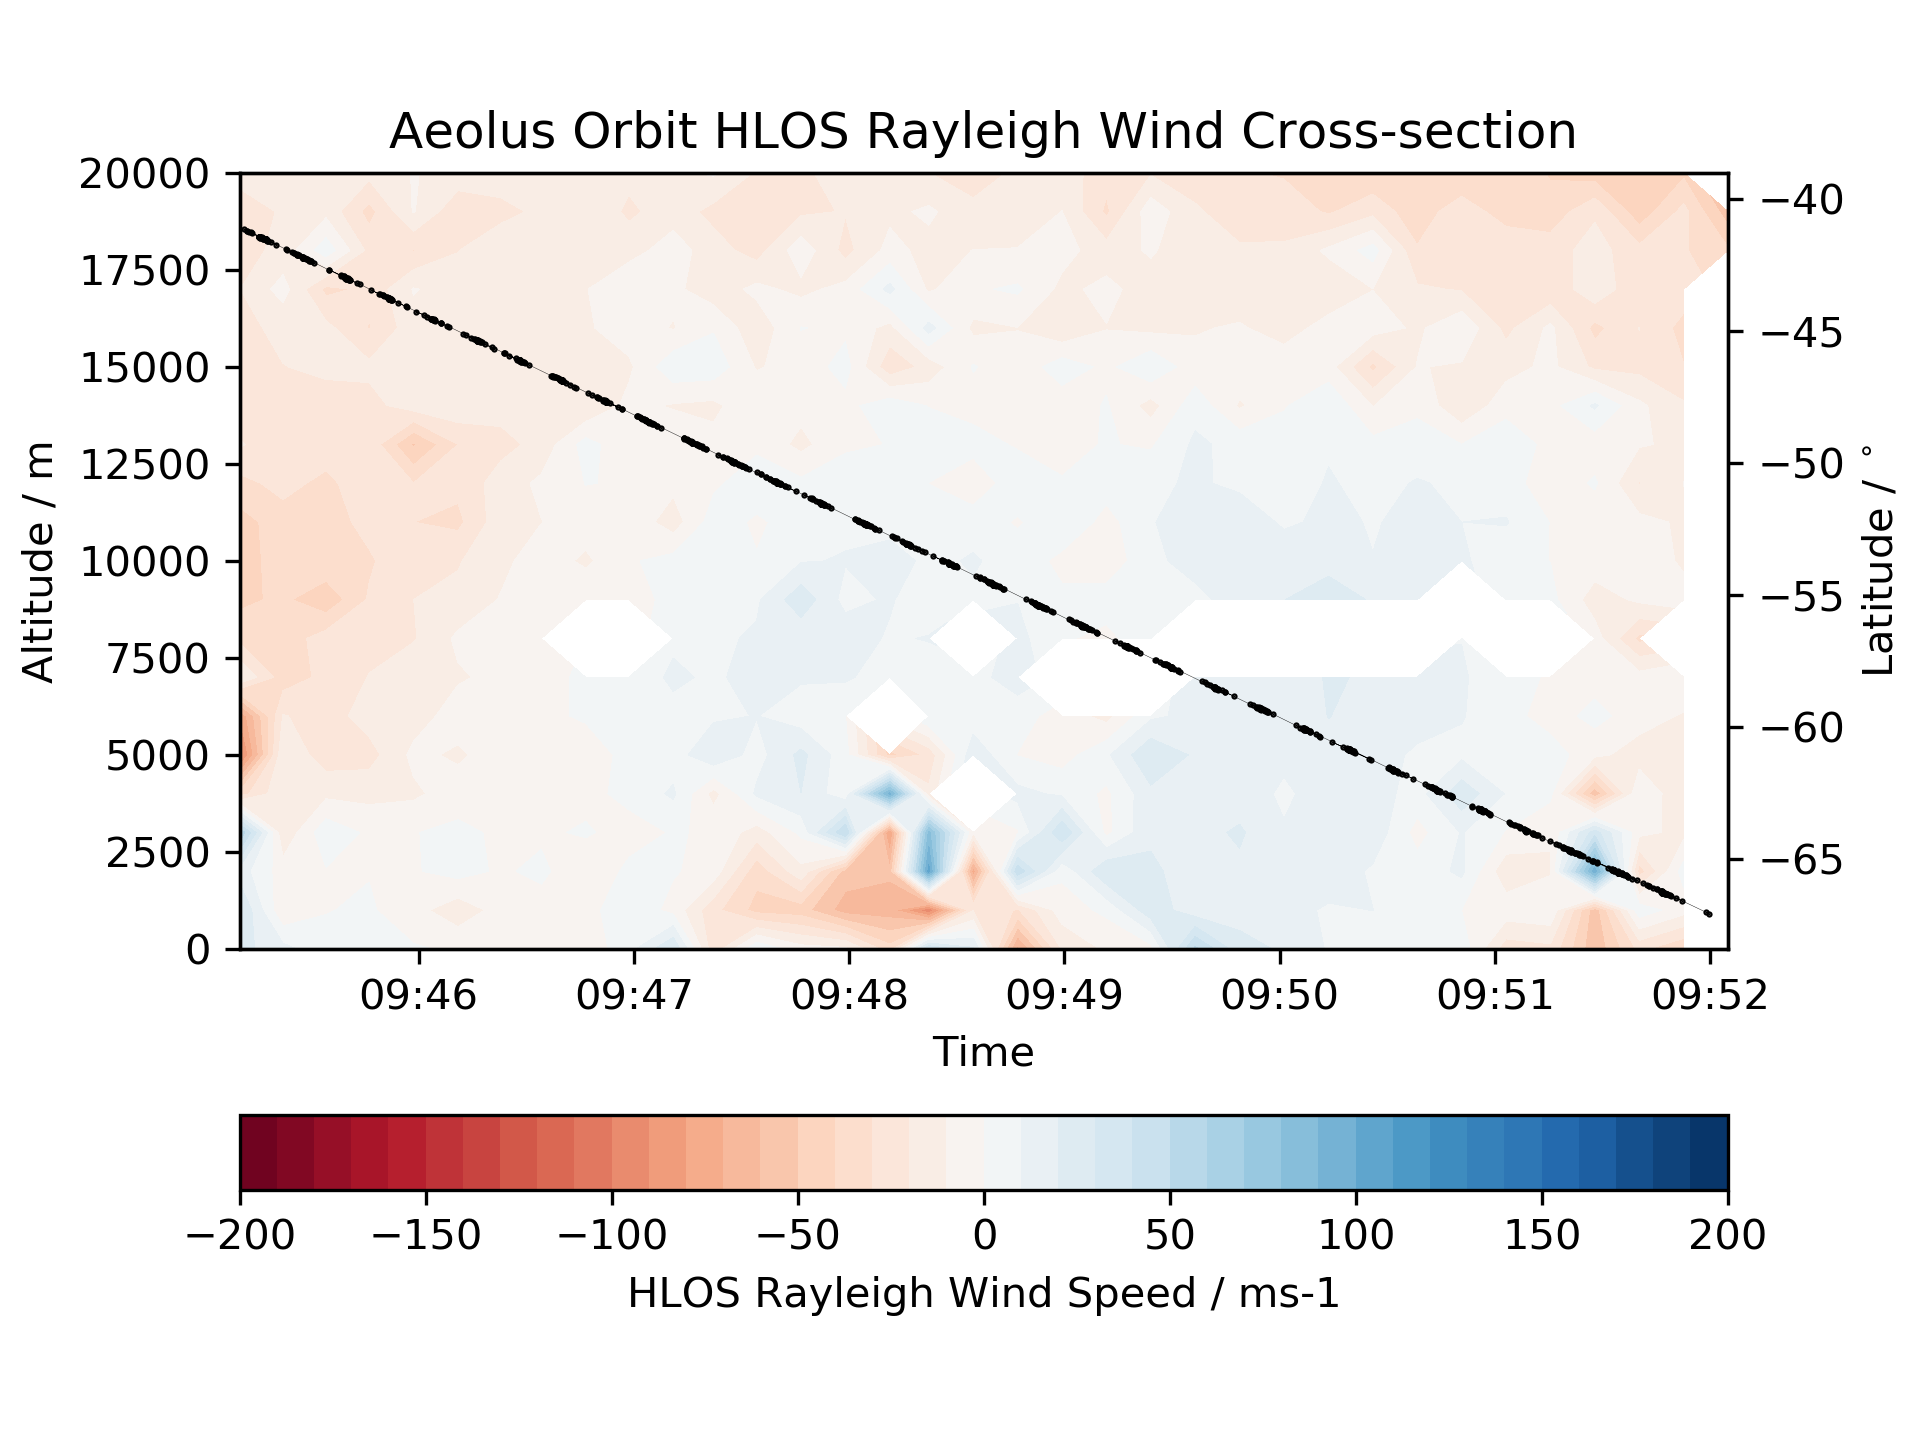 Aeolus Orbit HLOS Rayleigh Wind Cross-section
20000
17500
15000
12500
10000
7500
5000
2500
0
Altitude / m
−40
−45
−50
−55
−60
−65
Latitude / °
09:46 09:47 09:48 09:49 09:50 09:51 09:52
Time
−200 −150 −100 −50 0 50 100 150 200
HLOS Rayleigh Wind Speed / ms-1